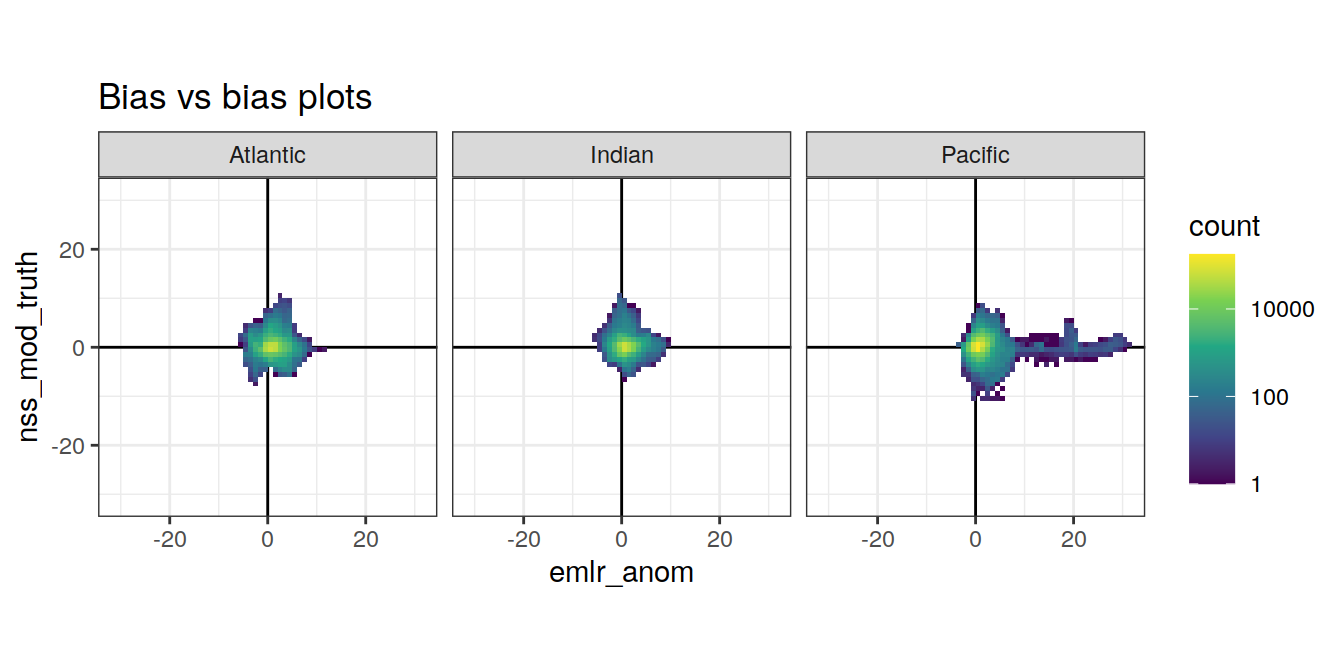 Bias vs bias plots
Atlantic
Indian
Pacific
nss_mod_truth
20
0
-20
-20 0 20
-20 0 20
-20 0 20
emlr_anom
count
10000
100
1